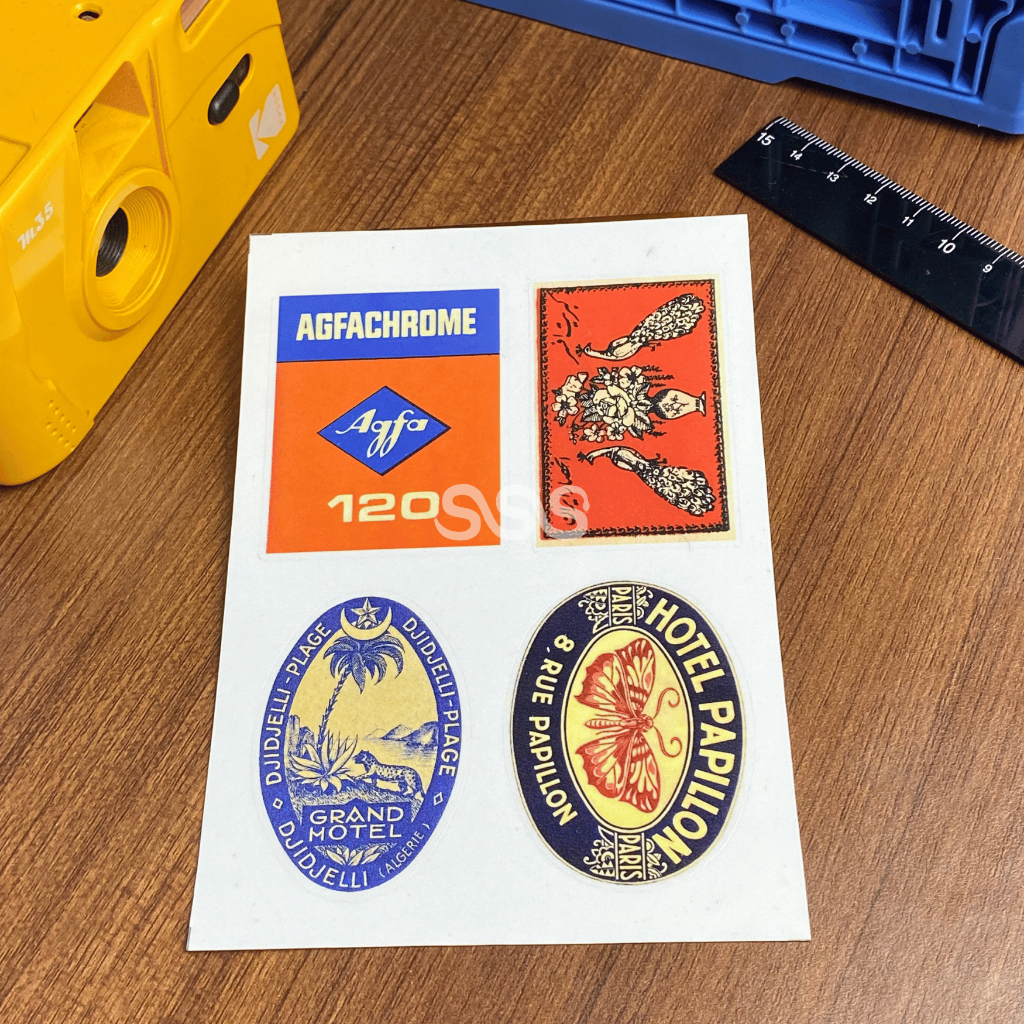 m35
15 14 13 12 11 10 9
AGFACHROME
Agfa
120
SSS
DJIDJELLI-PLAGE
DJIDJELLI-PLAGE
GRAND
MOTEL
DJIDJELLI (ALGERIE)
PARIS
HOTEL PAPILLON
8, RUE PAPILLON
PARIS